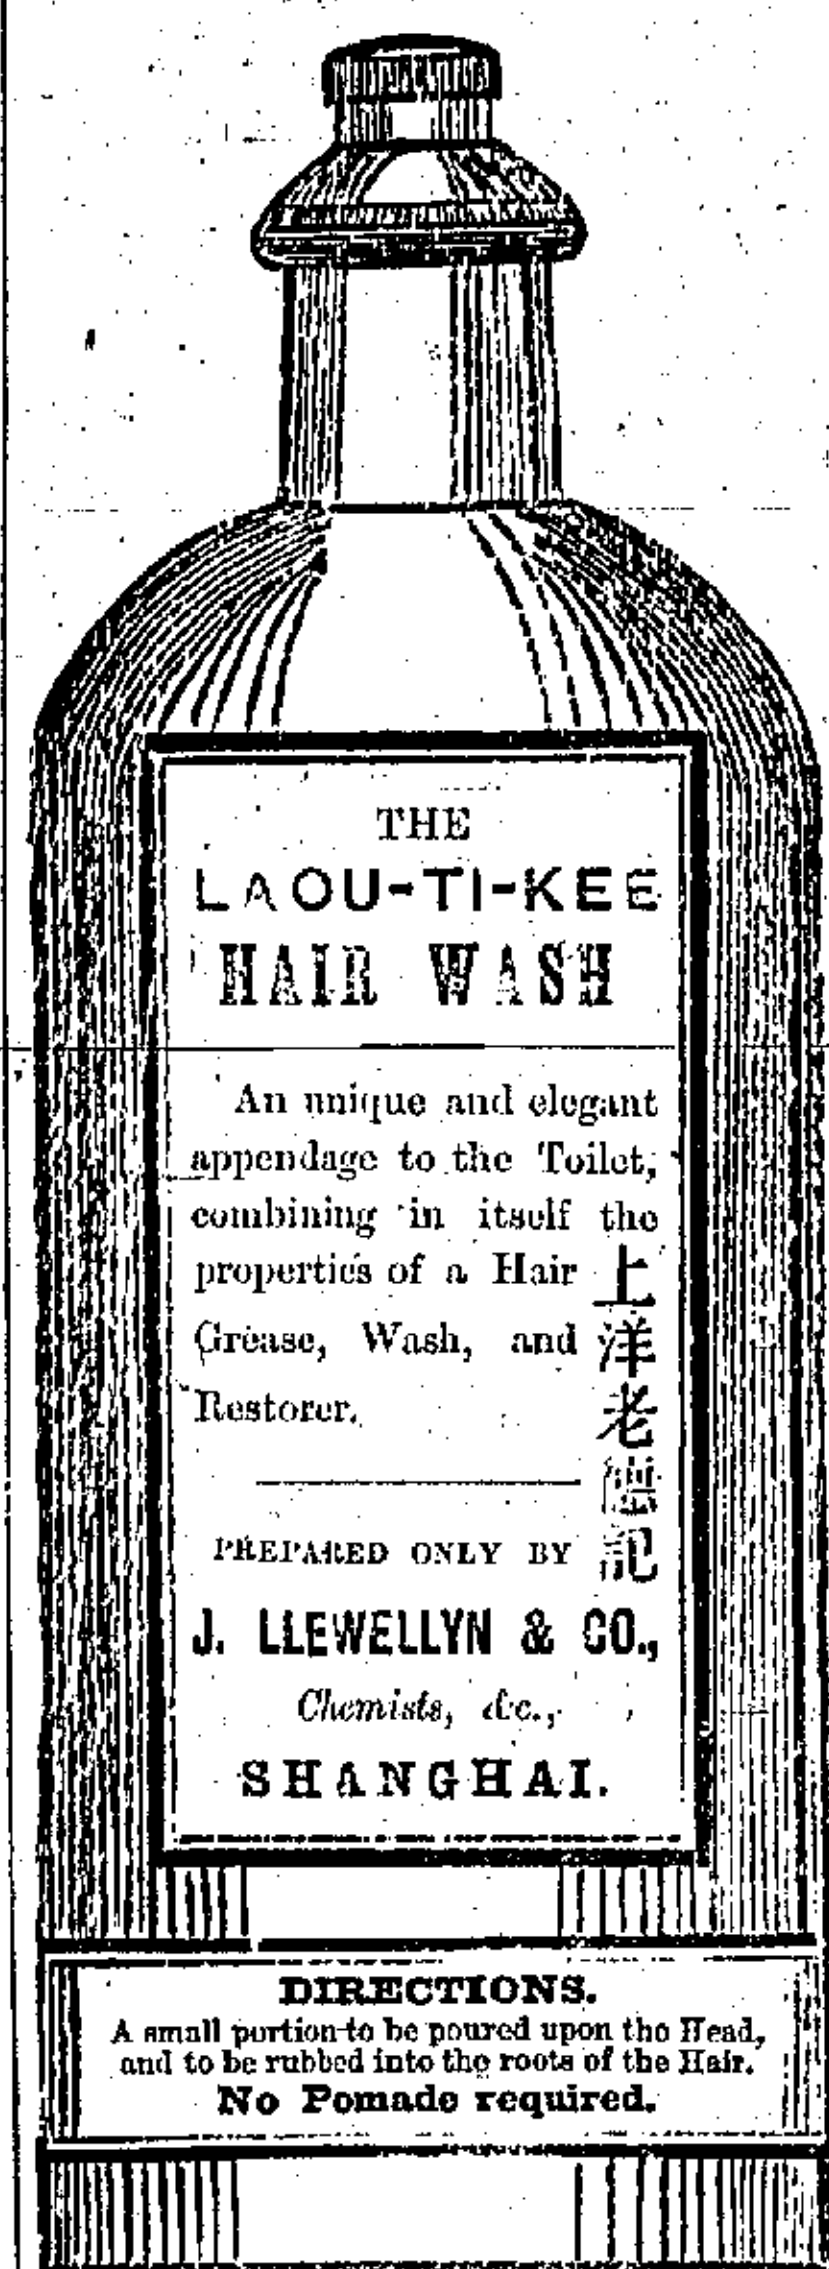 THE
LAOU-TI-KEE
HAIR WASH
An unique and elegant
appendage to the Toilet,
combining in itself the
properties of a Hair
Grease, Wash, and
Restorer.
上洋老德記
PREPARED ONLY BY
J. LLEWELLYN & CO.,
Chemists, &c.,
SHANGHAI.
DIRECTIONS.
A small portion to be poured upon the Head,
and to be rubbed into the roots of the Hair.
No Pomade required.